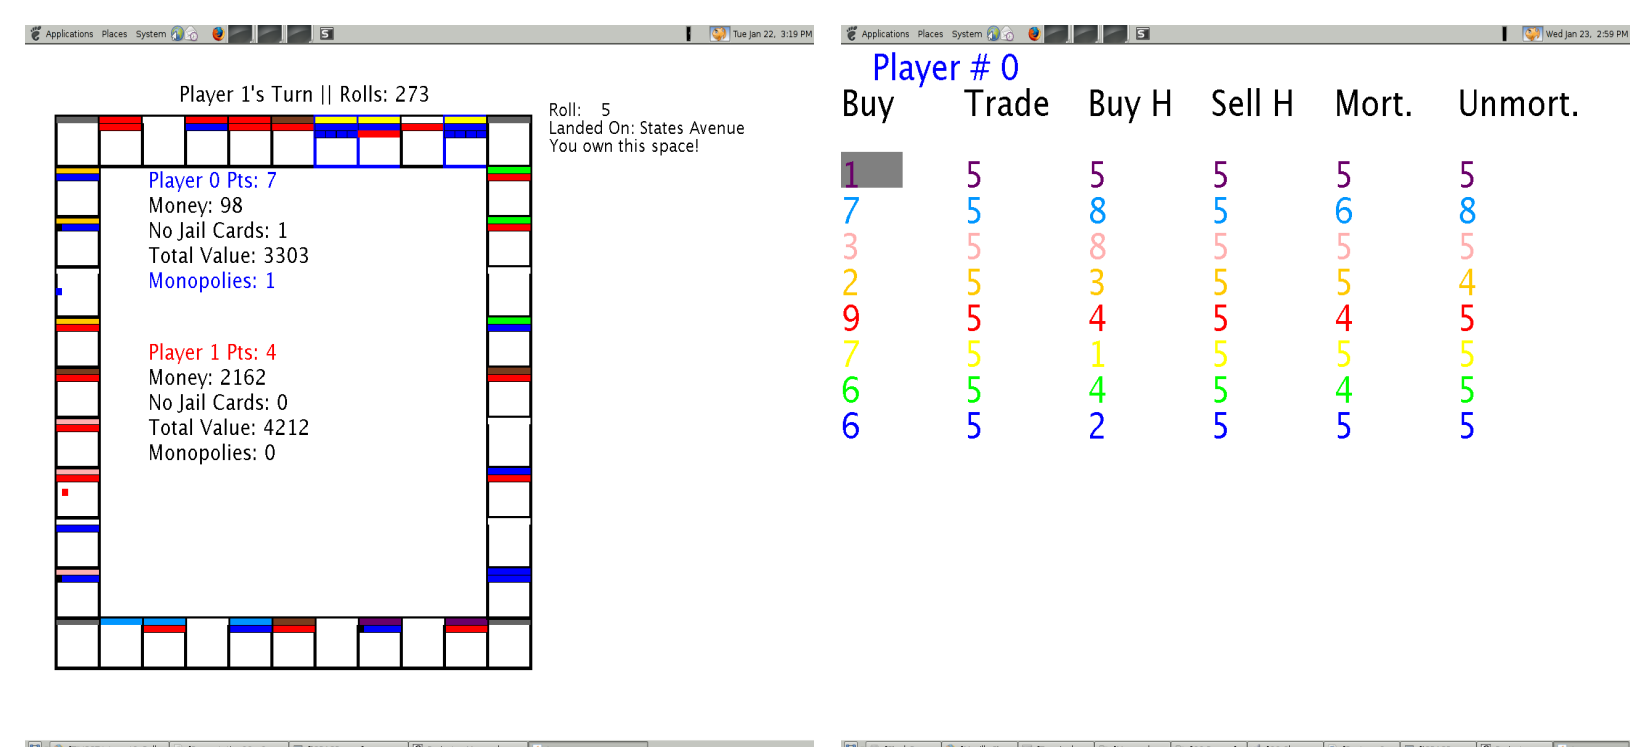 Applications Places System
Tue Jan 22, 3:19 PM
Player 1's Turn || Rolls: 273
Roll: 5
Landed On: States Avenue
You own this space!
Player 0 Pts: 7
Money: 98
No Jail Cards: 1
Total Value: 3303
Monopolies: 1
Player 1 Pts: 4
Money: 2162
No Jail Cards: 0
Total Value: 4212
Monopolies: 0
Applications Places System
Wed Jan 23, 2:59 PM
Player # 0
Buy Trade Buy H Sell H Mort. Unmort.
1 5 5 5 5 5
7 5 8 5 6 8
3 5 8 5 5 5
2 5 3 5 5 4
9 5 4 5 4 5
7 5 1 5 5 5
6 5 4 5 4 5
6 5 2 5 5 5